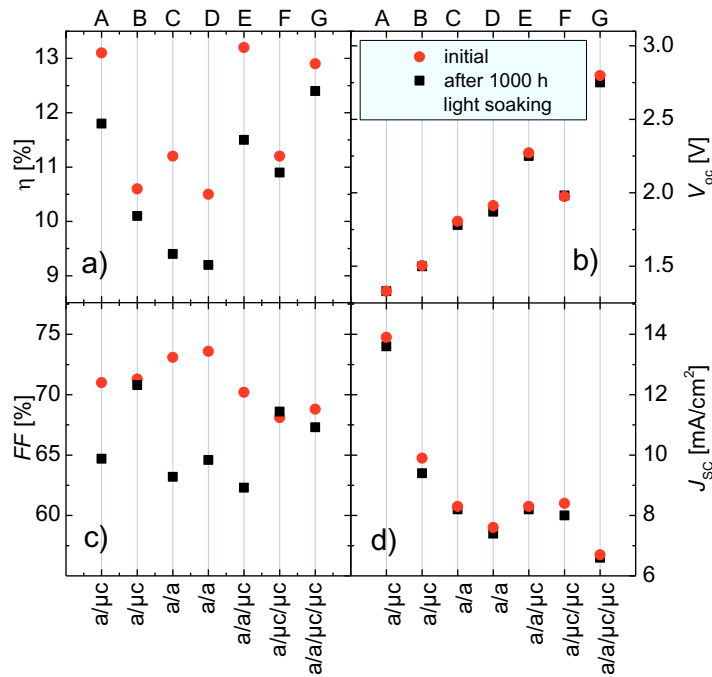 A B C D E F G A B C D E F G
13
12
11
10
9
η [%]
a)
initial
after 1000 h
light soaking
3.0
2.5
2.0
1.5
V_oc [V]
b)
75
70
65
60
FF [%]
c)
14
12
10
8
6
J_SC [mA/cm²]
d)
a/µc
a/µc
a/a
a/a
a/a/µc
a/µc/µc
a/a/µc/µc
a/µc
a/µc
a/a
a/a
a/a/µc
a/µc/µc
a/a/µc/µc